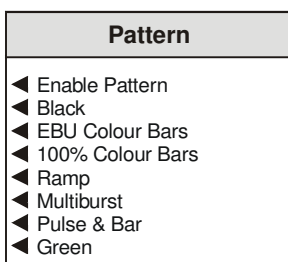 Pattern
◄ Enable Pattern
◄ Black
◄ EBU Colour Bars
◄ 100% Colour Bars
◄ Ramp
◄ Multiburst
◄ Pulse & Bar
◄ Green